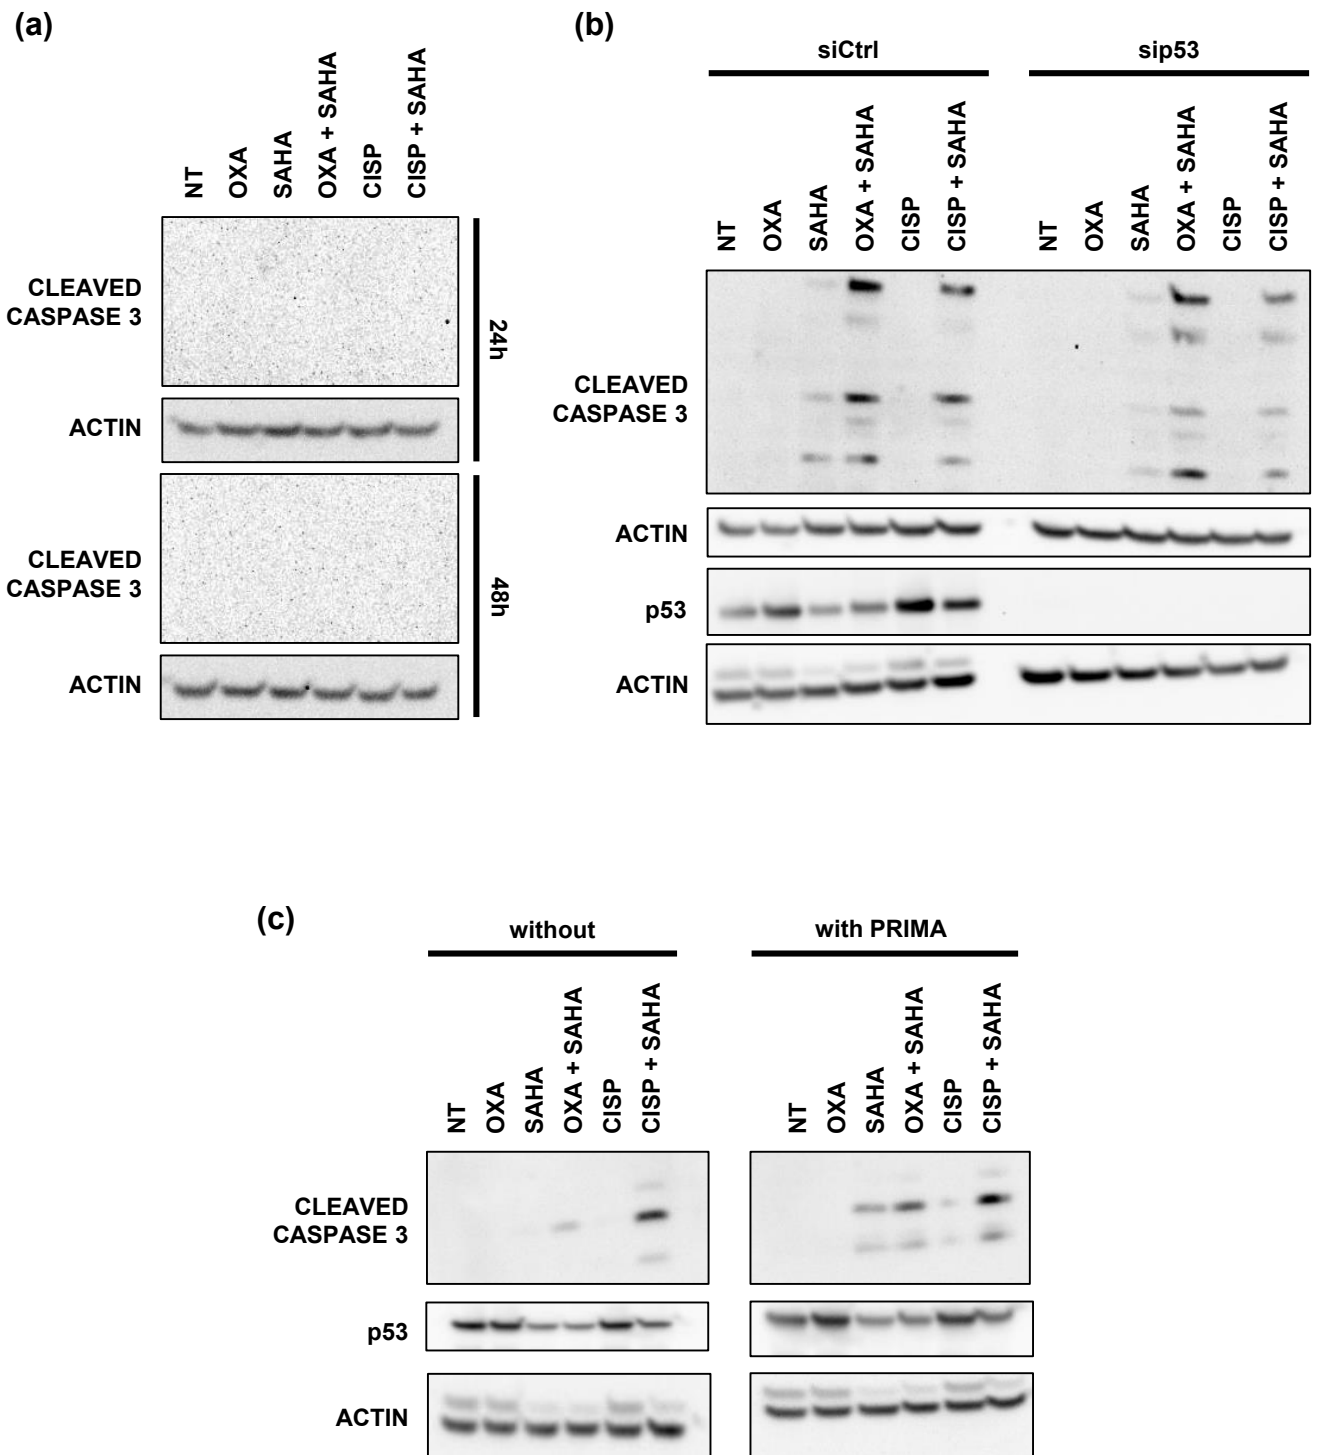 (a)
NT
OXA
SAHA
OXA + SAHA
CISP
CISP + SAHA
CLEAVED
CASPASE 3
ACTIN
24h
CLEAVED
CASPASE 3
ACTIN
48h
(b)
siCtrl
sip53
NT
OXA
SAHA
OXA + SAHA
CISP
CISP + SAHA
NT
OXA
SAHA
OXA + SAHA
CISP
CISP + SAHA
CLEAVED
CASPASE 3
ACTIN
p53
ACTIN
(c)
without
with PRIMA
NT
OXA
SAHA
OXA + SAHA
CISP
CISP + SAHA
NT
OXA
SAHA
OXA + SAHA
CISP
CISP + SAHA
CLEAVED
CASPASE 3
p53
ACTIN